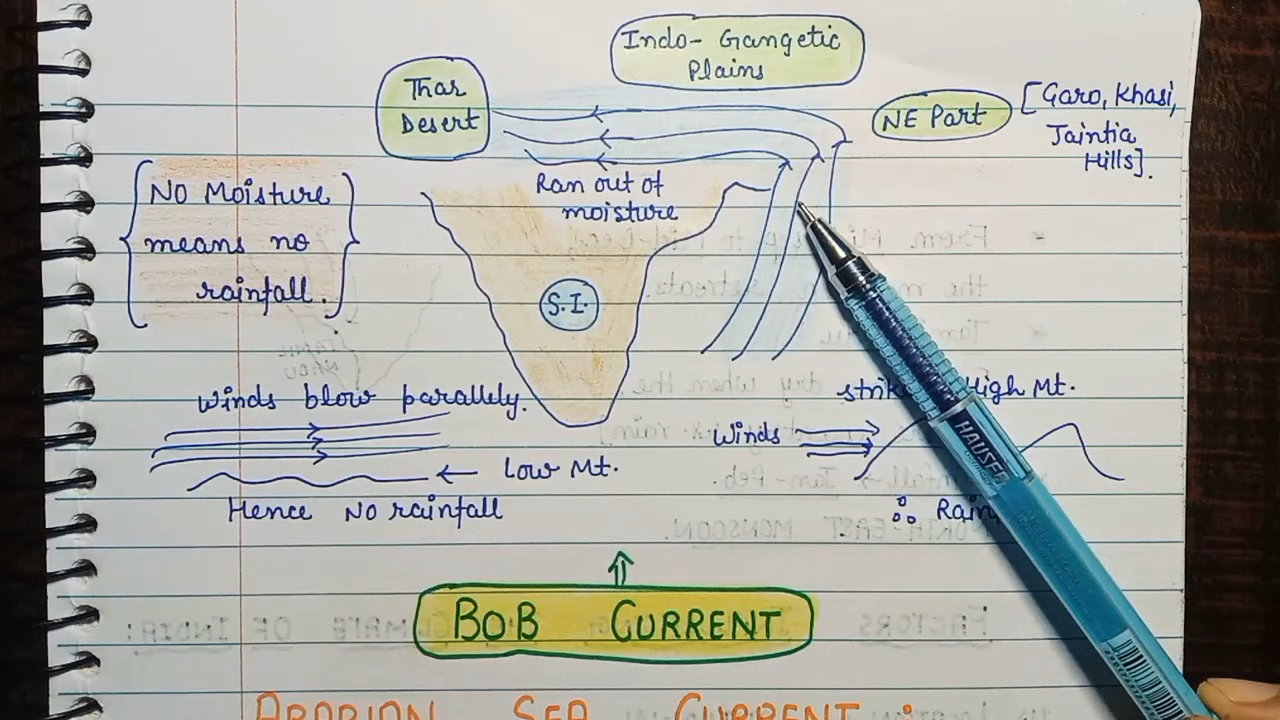 Indo- Gangetic
Plains
Thar
Desert
NE Part
[Garo, Khasi,
Jaintia
Hills].
Ran out of
moisture
No Moisture
means no
rainfall.
S.I.
Winds blow parallely.
Low Mt.
Hence No rainfall
High Mt.
Winds
Rain
HAUSER
BOB CURRENT
ARABIAN SEA CURRENT :